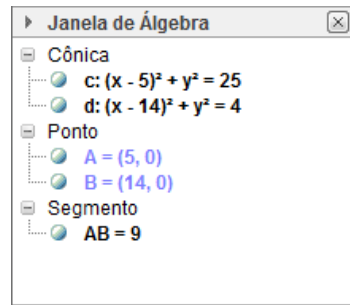 Janela de Álgebra
Cônica
c: (x - 5)² + y² = 25
d: (x - 14)² + y² = 4
Ponto
A = (5, 0)
B = (14, 0)
Segmento
AB = 9